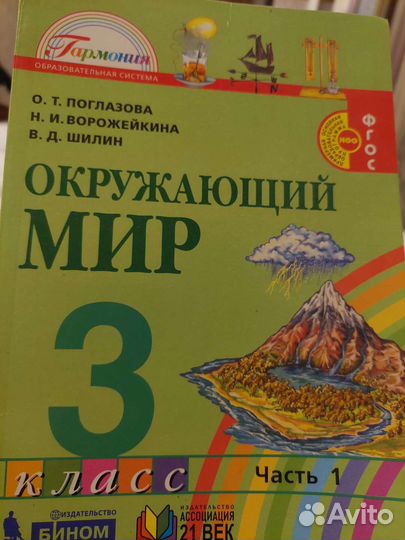 Гармония
ОБРАЗОВАТЕЛЬНАЯ СИСТЕМА
О. Т. ПОГЛАЗОВА
Н. И. ВОРОЖЕЙКИНА
В. Д. ШИЛИН
ФГОС
ОКРУЖАЮЩИЙ
МИР
3
класс
Часть 1
ИЗДАТЕЛЬСТВО
БИНОМ
ИЗДАТЕЛЬСТВО
АССОЦИАЦИЯ
21 ВЕК
Avito